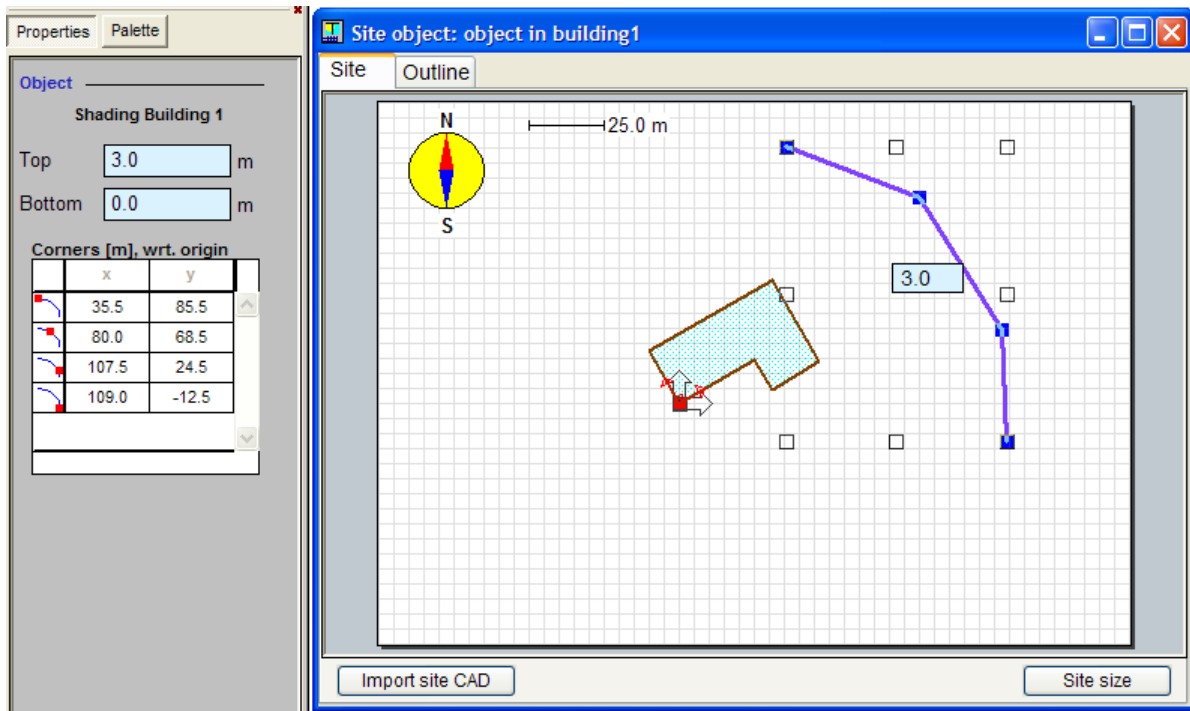 Properties
Palette
Object
Shading Building 1
Top 3.0 m
Bottom 0.0 m
Corners [m], wrt. origin
x y
35.5 85.5
80.0 68.5
107.5 24.5
109.0 -12.5
Site object: object in building1
Site
Outline
N
25.0 m
S
3.0
Import site CAD
Site size